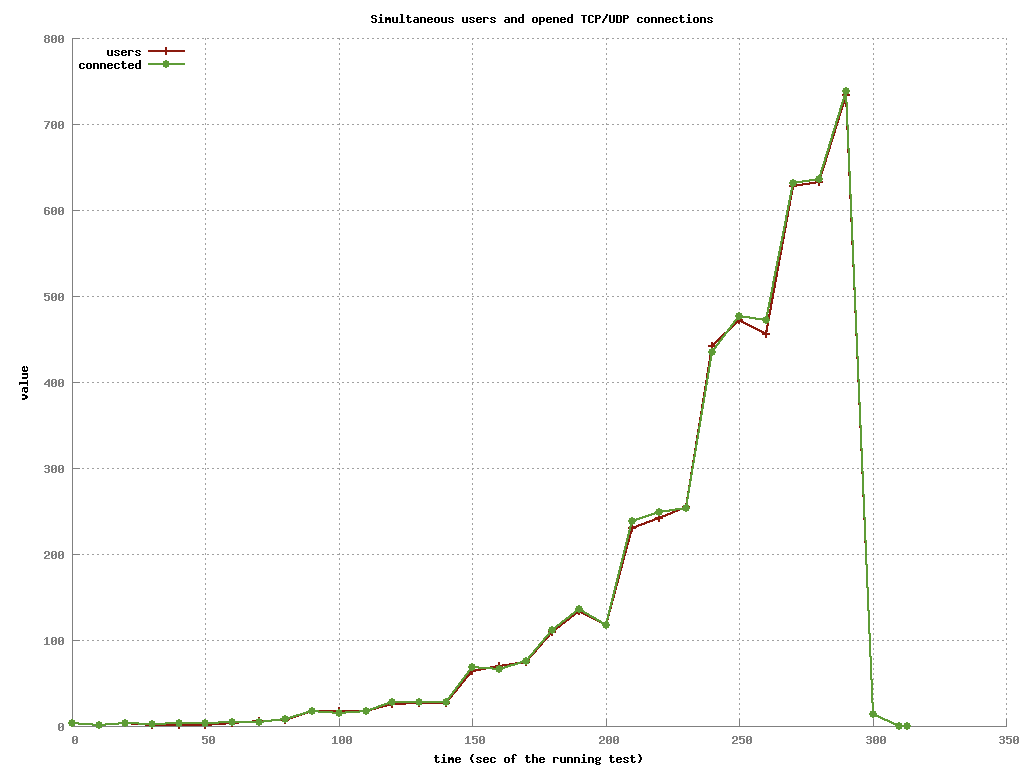 Simultaneous users and opened TCP/UDP connections
users
connected
800
700
600
500
400
300
200
100
0
value
0 50 100 150 200 250 300 350
time (sec of the running test)